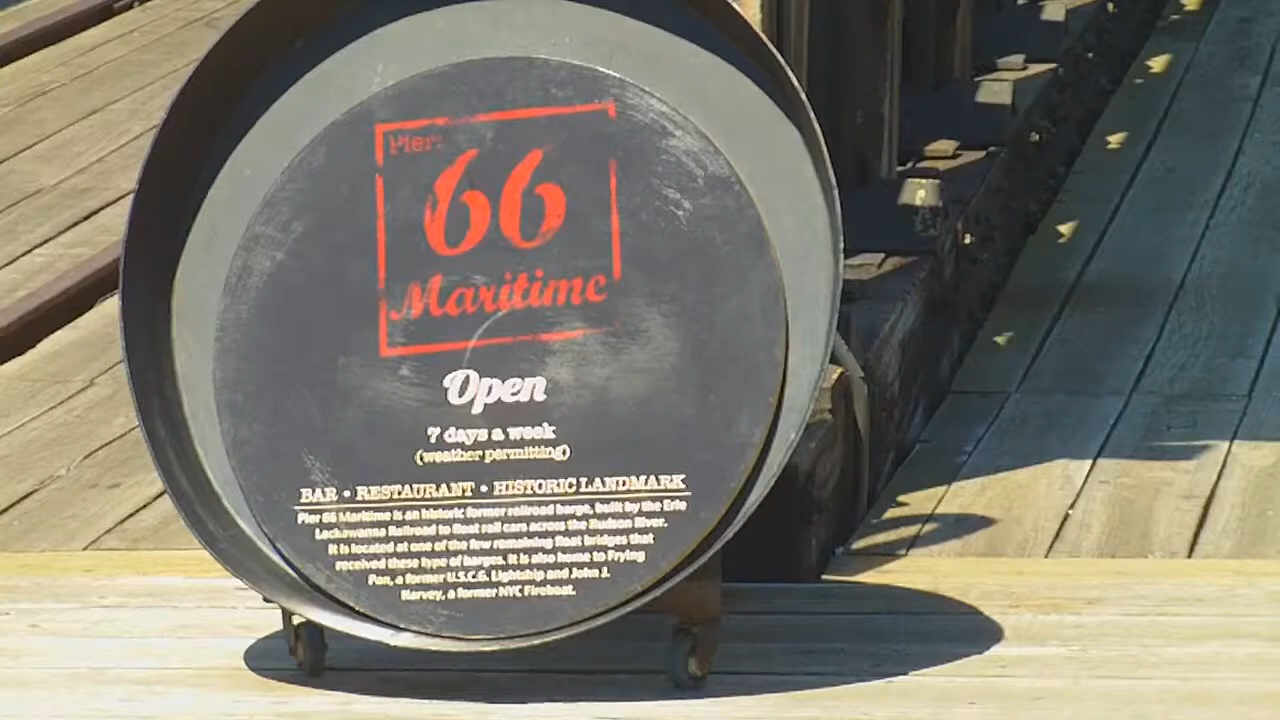 Pier:
66
Maritime
Open
7 days a week
(weather permitting)
BAR • RESTAURANT • HISTORIC LANDMARK
Pier 66 Maritime is an historic former railroad barge, built by the Erie
Lackawanna Railroad to float rail cars across the Hudson River.
It is located at one of the few remaining float bridges that
received these type of barges. It is also home to Frying
Pan, a former U.S.C.G. Lightship and John J.
Harvey, a former NYC Fireboat.